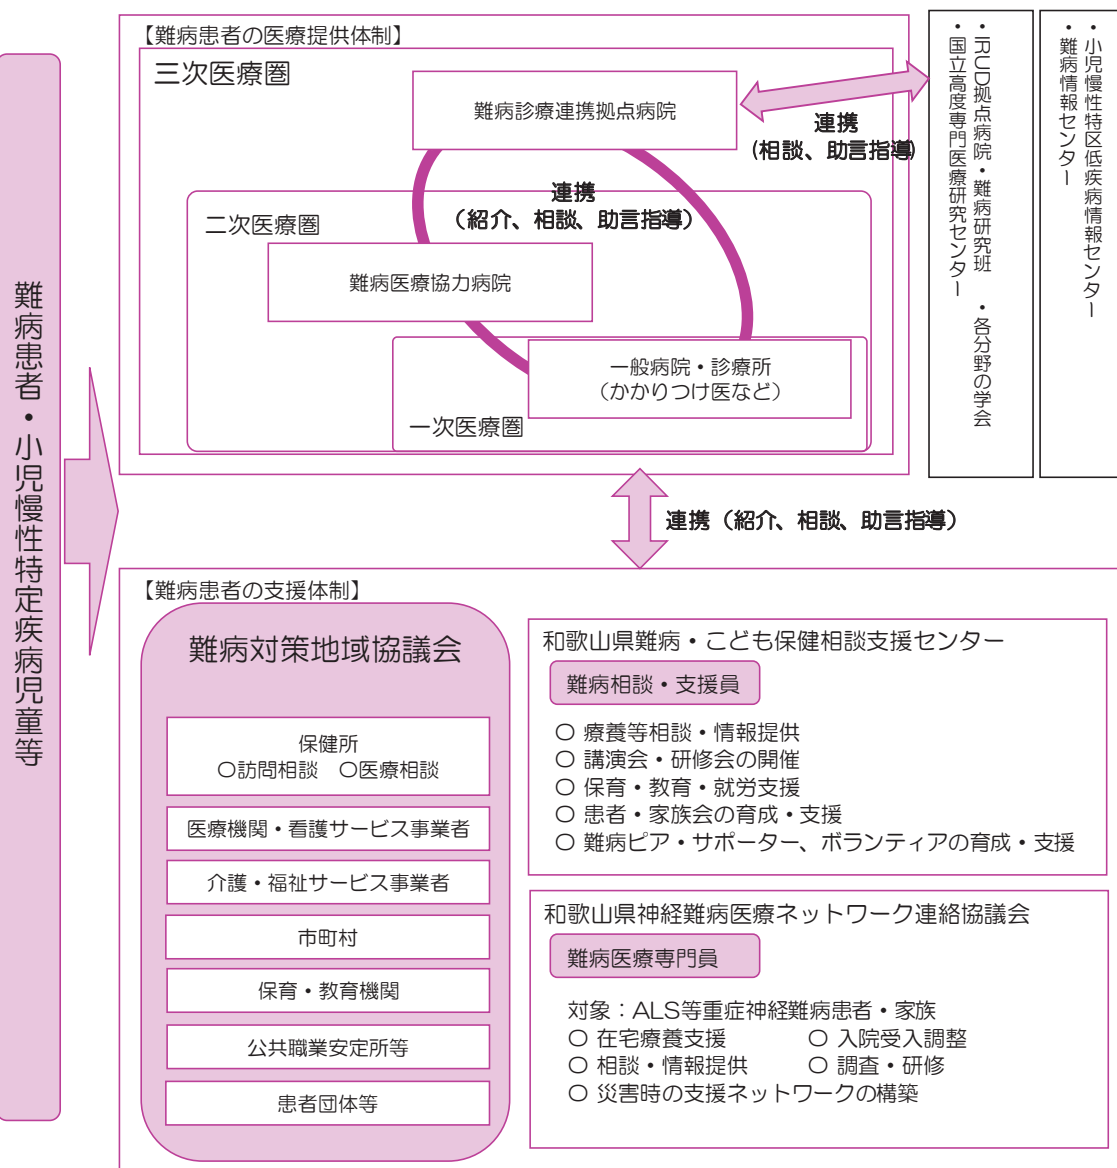 難病患者・小児慢性特定疾病児童等
【難病患者の医療提供体制】
三次医療圏
難病診療連携拠点病院
連携
(相談、助言指導)
連携
（紹介、相談、助言指導）
二次医療圏
難病医療協力病院
一般病院・診療所
（かかりつけ医など）
一次医療圏
・IRUD拠点病院・難病研究班　・各分野の学会
・国立高度専門医療研究センター
・小児慢性特区低疾病情報センター
・難病情報センター
連携（紹介、相談、助言指導）
【難病患者の支援体制】
難病対策地域協議会
保健所
〇訪問相談　〇医療相談
医療機関・看護サービス事業者
介護・福祉サービス事業者
市町村
保育・教育機関
公共職業安定所等
患者団体等
和歌山県難病・こども保健相談支援センター
難病相談・支援員
〇 療養等相談・情報提供
〇 講演会・研修会の開催
〇 保育・教育・就労支援
〇 患者・家族会の育成・支援
〇 難病ピア・サポーター、ボランティアの育成・支援
和歌山県神経難病医療ネットワーク連絡協議会
難病医療専門員
対象：ALS等重症神経難病患者・家族
〇 在宅療養支援　　〇 入院受入調整
〇 相談・情報提供　　〇 調査・研修
〇 災害時の支援ネットワークの構築